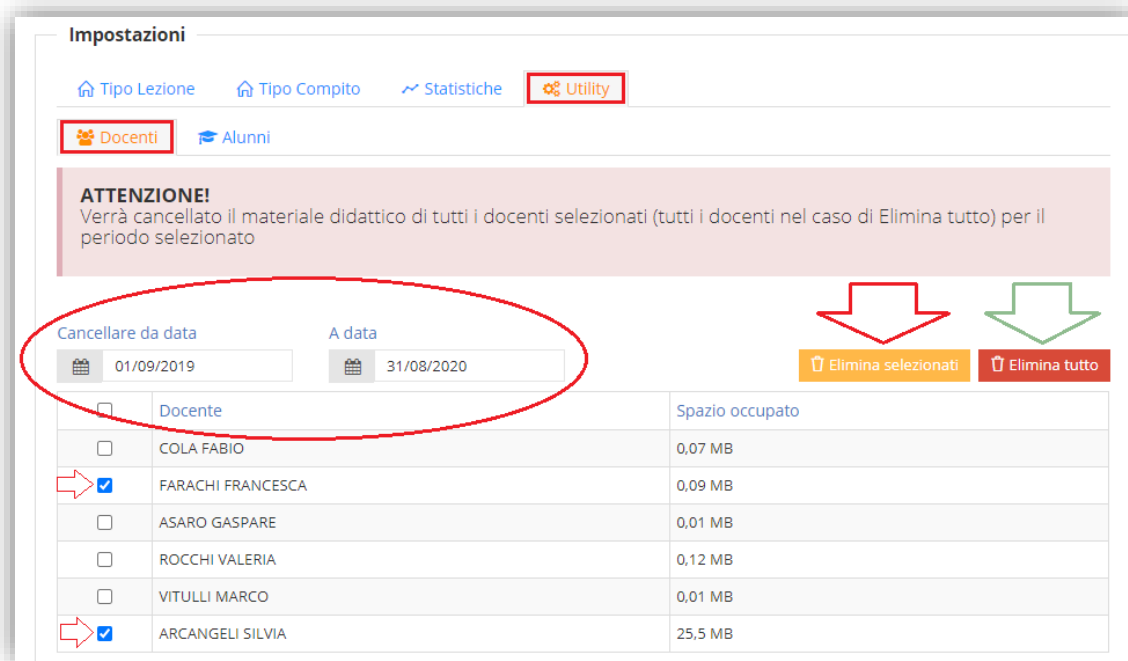 Impostazioni
Tipo Lezione Tipo Compito Statistiche Utility
Docenti Alunni
ATTENZIONE!
Verrà cancellato il materiale didattico di tutti i docenti selezionati (tutti i docenti nel caso di Elimina tutto) per il
periodo selezionato
Cancellare da data A data
01/09/2019 31/08/2020 Elimina selezionati Elimina tutto
Docente Spazio occupato
COLA FABIO 0,07 MB
FARACHI FRANCESCA 0,09 MB
ASARO GASPARE 0,01 MB
ROCCHI VALERIA 0,12 MB
VITULLI MARCO 0,01 MB
ARCANGELI SILVIA 25,5 MB